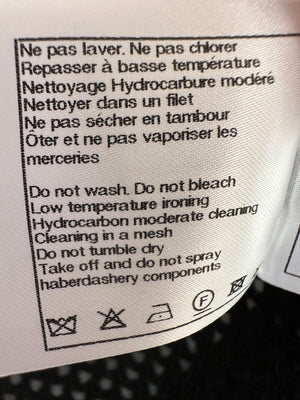 Ne pas laver. Ne pas chlorer
Repasser à basse température
Nettoyage Hydrocarbure modéré
Nettoyer dans un filet
Ne pas sécher en tambour
Ôter et ne pas vaporiser les
merceries
Do not wash. Do not bleach
Low temperature ironing
Hydrocarbon moderate cleaning
Cleaning in a mesh
Do not tumble dry
Take off and do not spray
haberdashery components
F